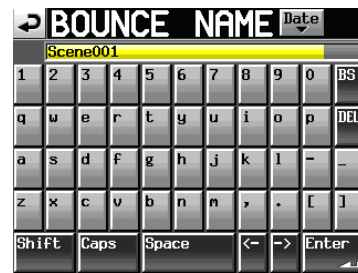 BOUNCE NAME Date
Scene001
1 2 3 4 5 6 7 8 9 0 BS
q w e r t y u i o p DEL
a s d f g h j k l - _
z x c v b n m , . [ ]
Shift Caps Space <- -> Enter